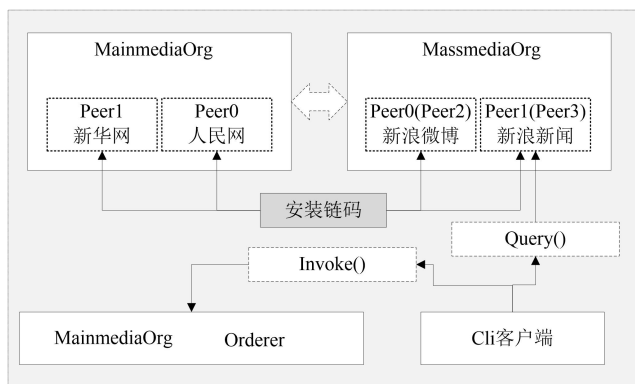 MainmediaOrg
MassmediaOrg
Peer1
新华网
Peer0
人民网
Peer0(Peer2)
新浪微博
Peer1(Peer3)
新浪新闻
安装链码
Query()
Invoke()
MainmediaOrg Orderer
Cli客户端